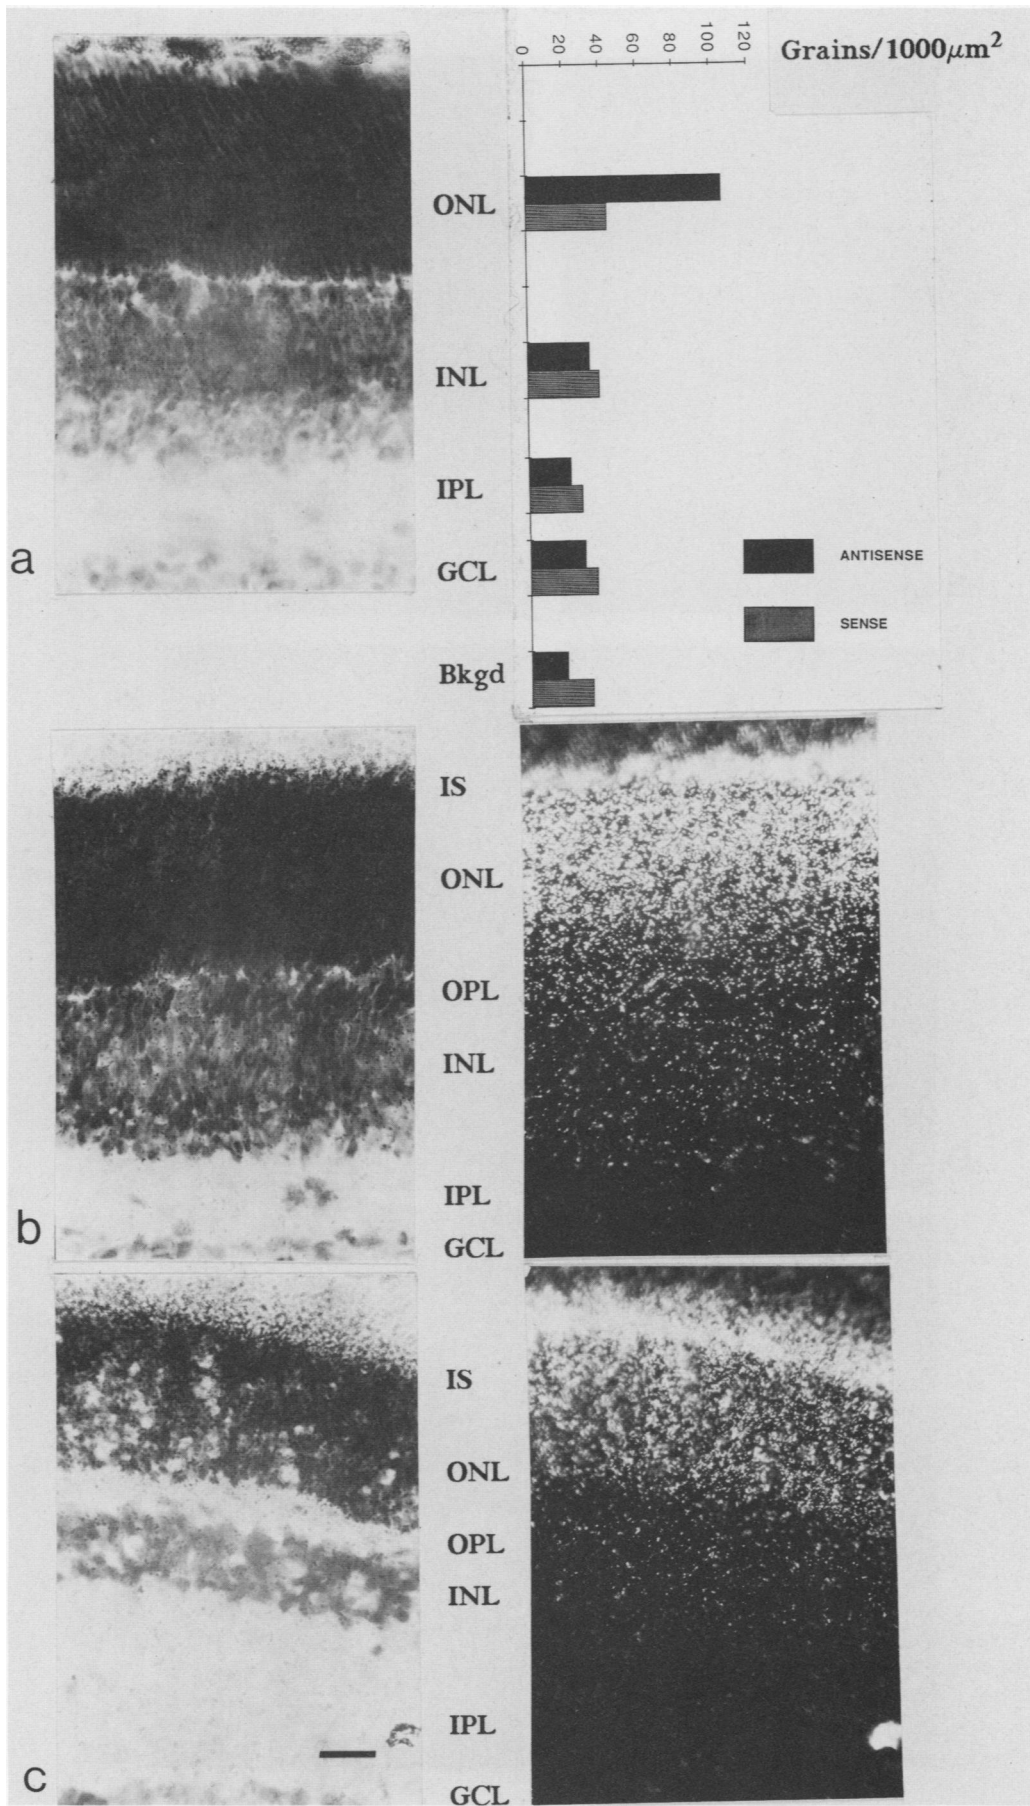 0 20 40 60 80 100 120
Grains/1000μm²
ONL
INL
IPL
GCL
Bkgd
ANTISENSE
SENSE
a
IS
ONL
OPL
INL
IPL
GCL
b
IS
ONL
OPL
INL
IPL
GCL
c